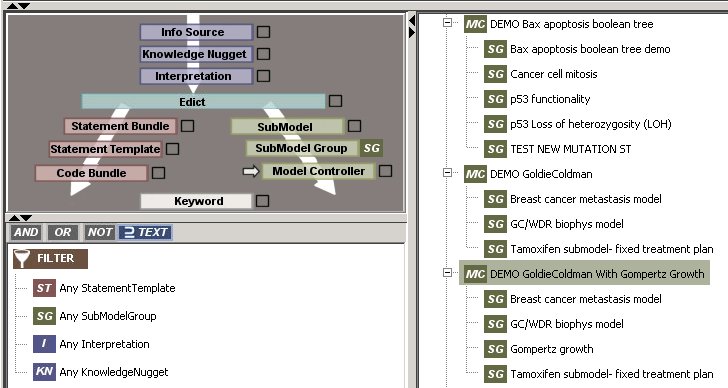 Info Source
Knowledge Nugget
Interpretation
Edict
Statement Bundle
SubModel
Statement Template
SubModel Group SG
Code Bundle
Model Controller
Keyword
AND OR NOT ⊇ TEXT
FILTER
ST Any StatementTemplate
SG Any SubModelGroup
I Any Interpretation
KN Any KnowledgeNugget
MC DEMO Bax apoptosis boolean tree
SG Bax apoptosis boolean tree demo
SG Cancer cell mitosis
SG p53 functionality
SG p53 Loss of heterozygosity (LOH)
SG TEST NEW MUTATION ST
MC DEMO GoldieColdman
SG Breast cancer metastasis model
SG GC/WDR biophys model
SG Tamoxifen submodel- fixed treatment plan
MC DEMO GoldieColdman With Gompertz Growth
SG Breast cancer metastasis model
SG GC/WDR biophys model
SG Gompertz growth
SG Tamoxifen submodel- fixed treatment plan